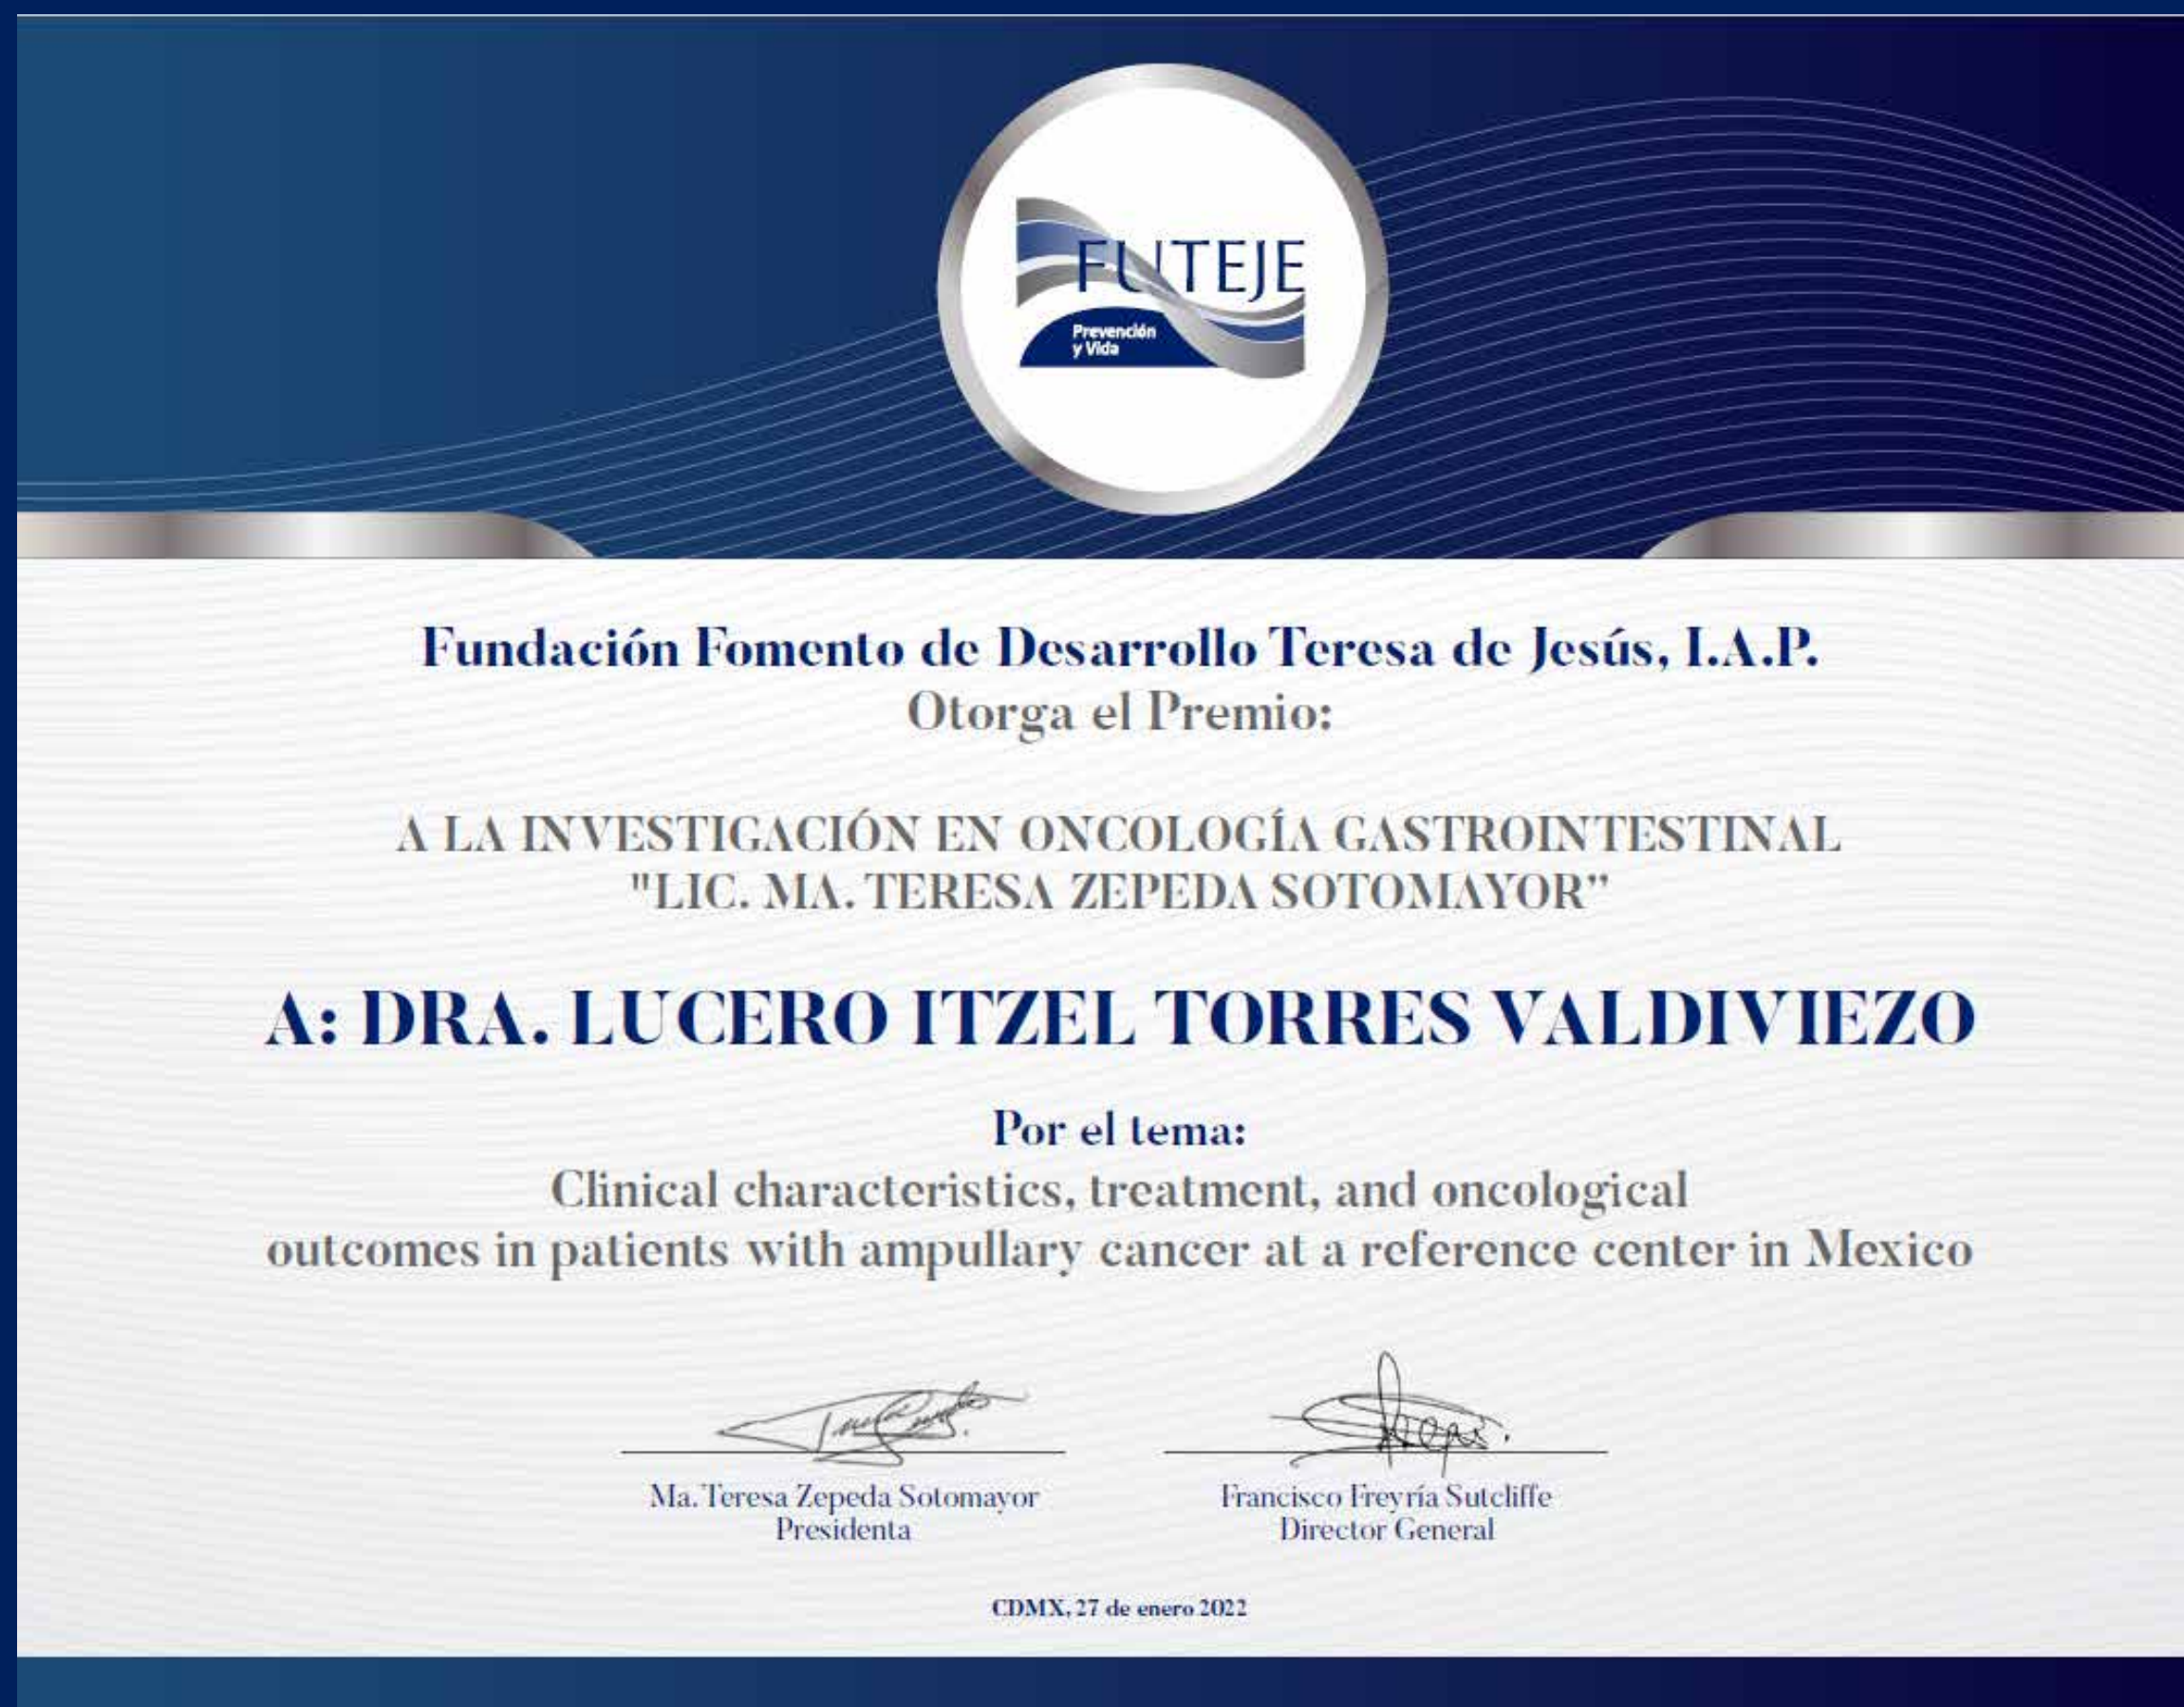 FUTEJE
Prevención
y Vida
Fundación Fomento de Desarrollo Teresa de Jesús, I.A.P.
Otorga el Premio:
A LA INVESTIGACIÓN EN ONCOLOGÍA GASTROINTESTINAL
"LIC. MA. TERESA ZEPEDA SOTOMAYOR"
A: DRA. LUCERO ITZEL TORRES VALDIVIEZO
Por el tema:
Clinical characteristics, treatment, and oncological
outcomes in patients with ampullary cancer at a reference center in Mexico
Ma. Teresa Zepeda Sotomayor
Presidenta
Francisco Freyría Sutcliffe
Director General
CDMX, 27 de enero 2022